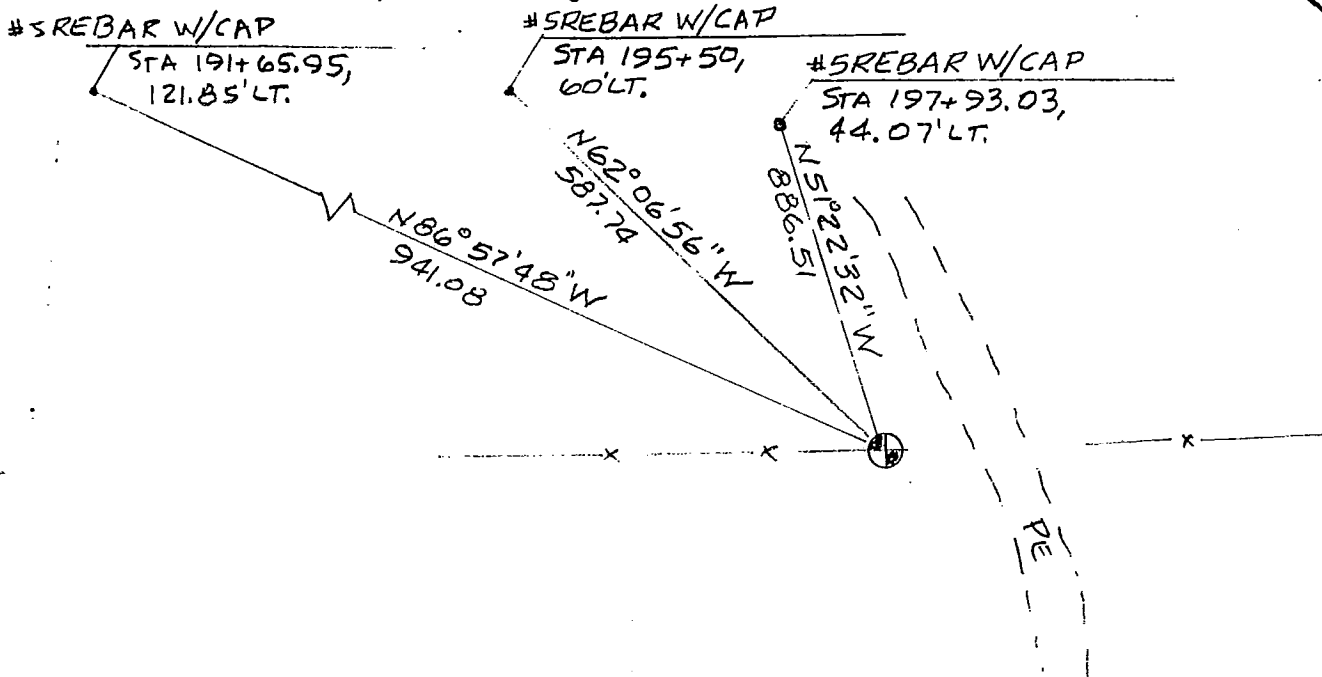 #5REBAR W/CAP
STA 191+65.95,
121.85'LT.
#5REBAR W/CAP
STA 195+50,
60'LT.
#5REBAR W/CAP
STA 197+93.03,
44.07'LT.
N86°57'48"W
941.08
N62°06'56"W
587.74
N51°22'32"W
886.51
PE